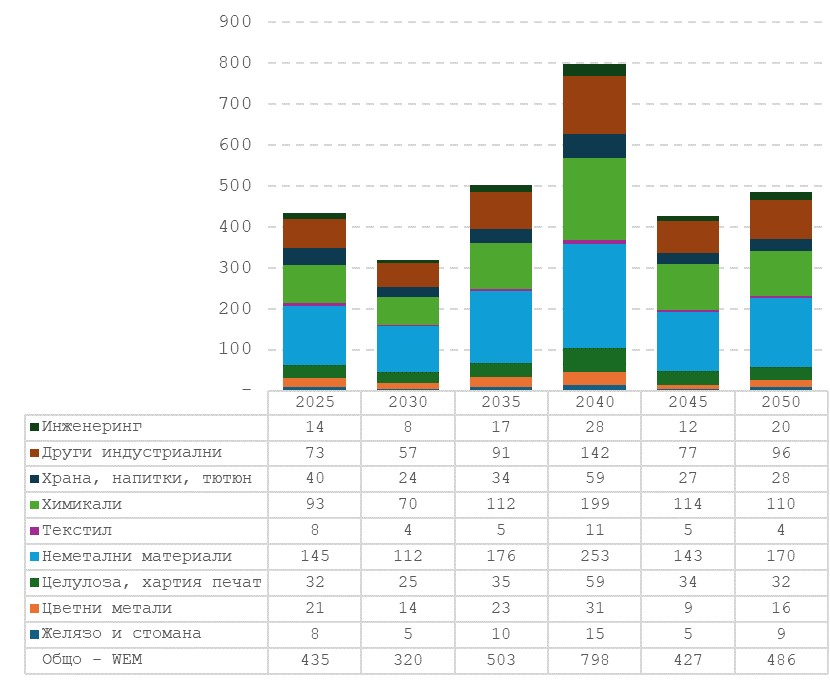 900
800
700
600
500
400
300
200
100
–
2025 2030 2035 2040 2045 2050
Инженеринг 14 8 17 28 12 20
Други индустриални 73 57 91 142 77 96
Храна, напитки, тютюн 40 24 34 59 27 28
Химикали 93 70 112 199 114 110
Текстил 8 4 5 11 5 4
Неметални материали 145 112 176 253 143 170
Целулоза, хартия печат 32 25 35 59 34 32
Цветни метали 21 14 23 31 9 16
Желязо и стомана 8 5 10 15 5 9
Общо – WEM 435 320 503 798 427 486